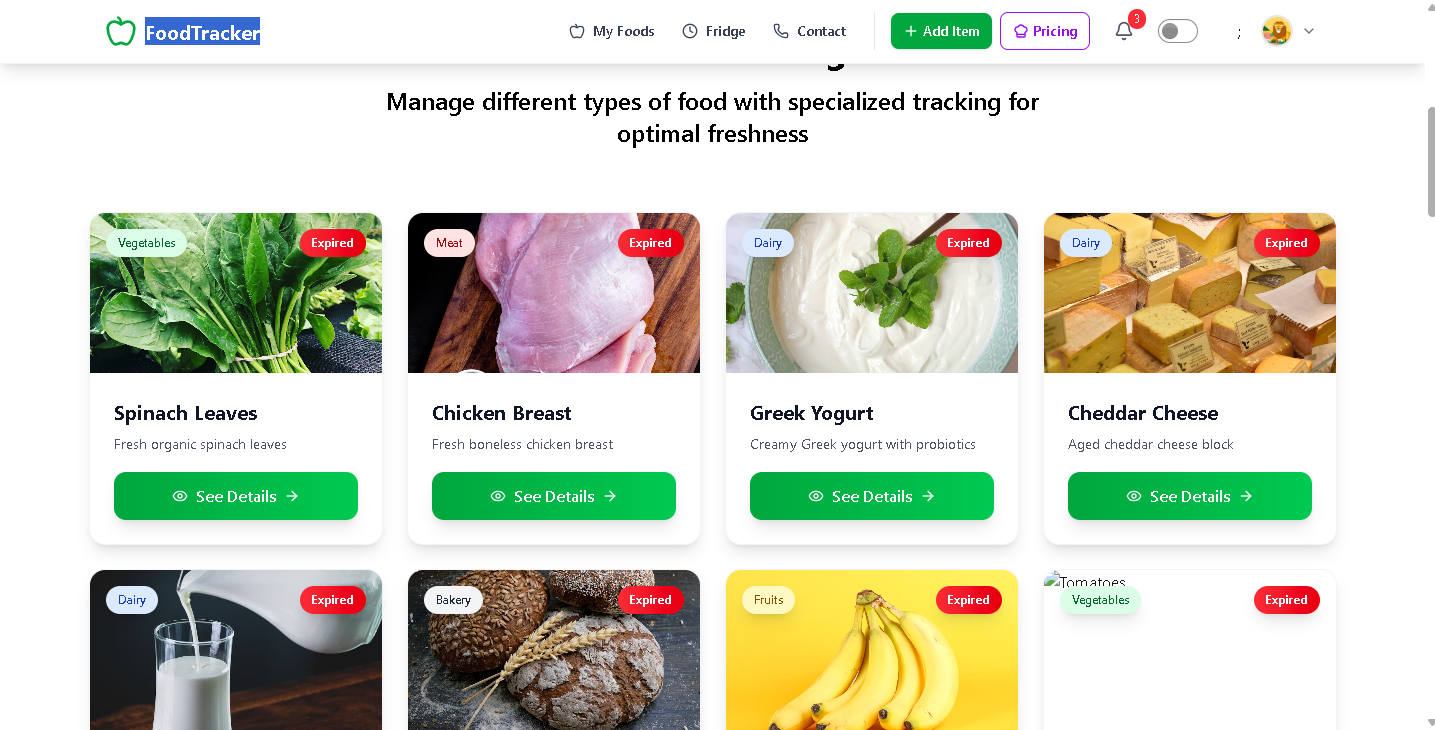 FoodTracker
My Foods
Fridge
Contact
+ Add Item
Pricing
3
;
Manage different types of food with specialized tracking for
optimal freshness
Vegetables
Expired
Meat
Expired
Dairy
Expired
Dairy
Expired
Spinach Leaves
Fresh organic spinach leaves
See Details →
Chicken Breast
Fresh boneless chicken breast
See Details →
Greek Yogurt
Creamy Greek yogurt with probiotics
See Details →
Cheddar Cheese
Aged cheddar cheese block
See Details →
Dairy
Expired
Bakery
Expired
Fruits
Expired
Tomatoes
Vegetables
Expired